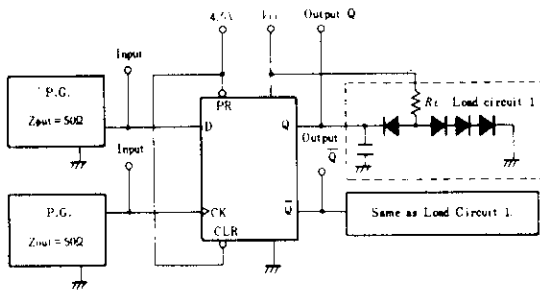 4.5V
Output Q
Input
P.G.
Zout = 50Ω
PR
D
Q
RL
Load circuit 1
Input
Output
Q̅
P.G.
Zout = 50Ω
CK
Q̅
CLR
Same as Load Circuit 1.